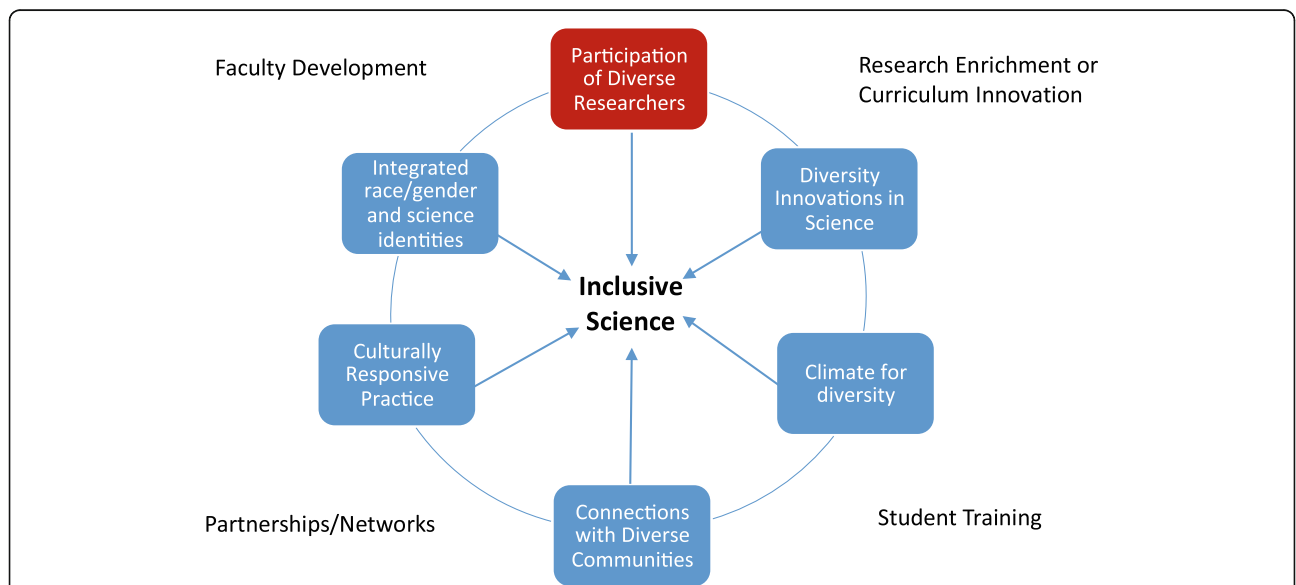 Faculty Development
Participation
of Diverse
Researchers
Research Enrichment or
Curriculum Innovation
Integrated
race/gender
and science
identities
Diversity
Innovations in
Science
Inclusive
Science
Culturally
Responsive
Practice
Climate for
diversity
Partnerships/Networks
Connections
with Diverse
Communities
Student Training